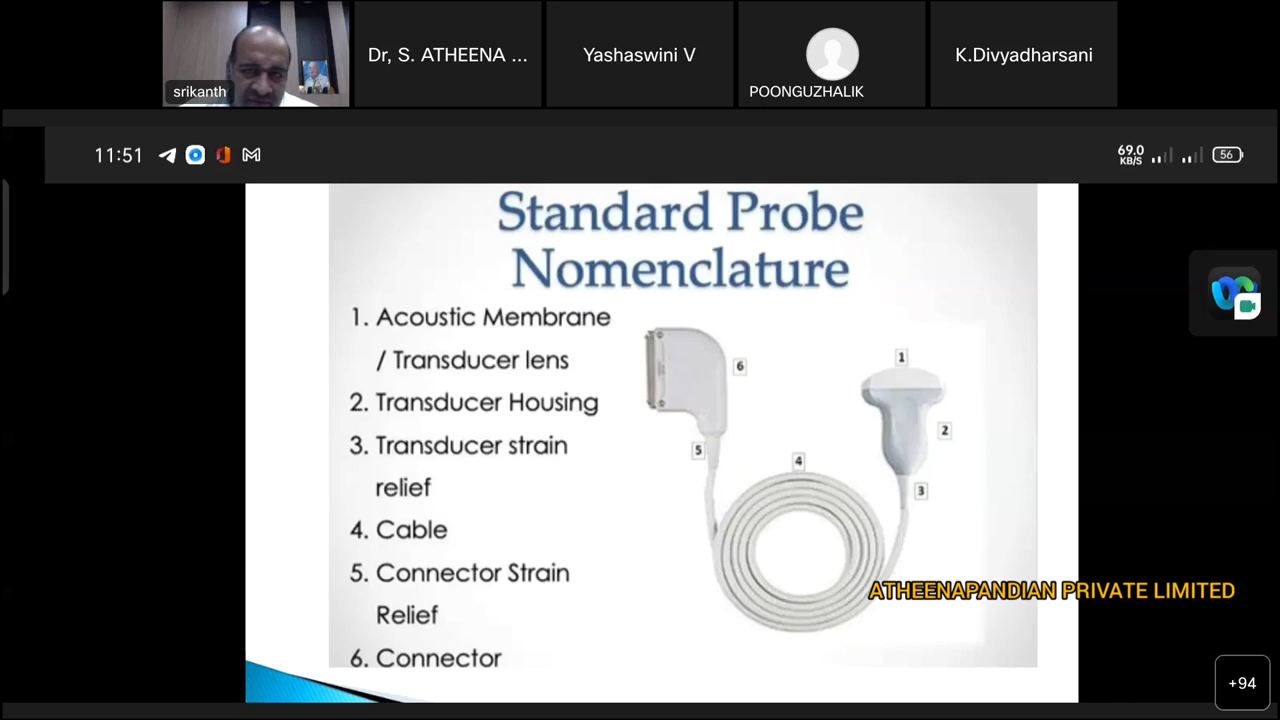 srikanth
Dr, S. ATHEENA ...
Yashaswini V
POONGUZHALIK
K.Divyadharsani
11:51
69.0
KB/S
56
Standard Probe
Nomenclature
1. Acoustic Membrane
/ Transducer lens
2. Transducer Housing
3. Transducer strain
relief
4. Cable
5. Connector Strain
Relief
6. Connector
6
1
2
5
4
3
ATHEENAPANDIAN PRIVATE LIMITED
+94